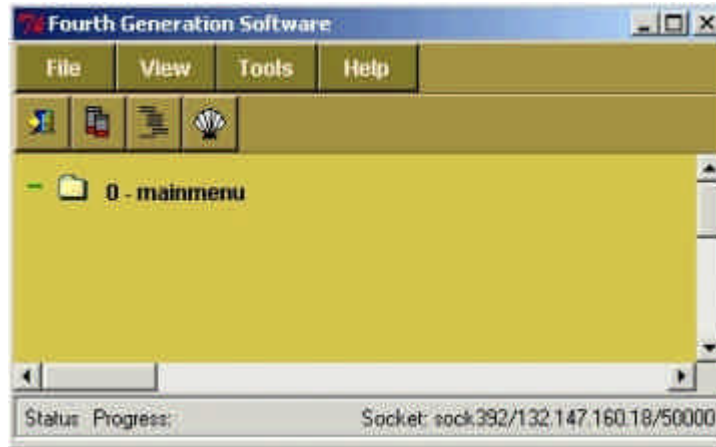 Fourth Generation Software
File View Tools Help
0 - mainmenu
Status Progress: Socket: sock392/132.147.160.18/50000